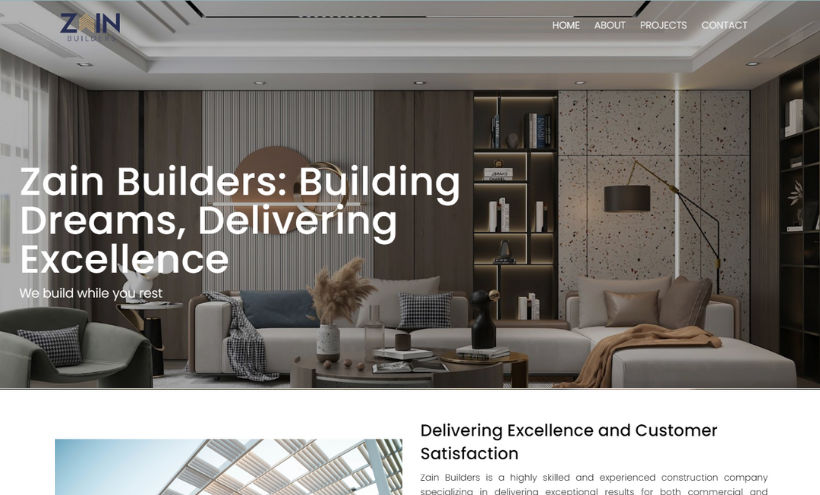 ZAIN
BUILDERS
HOME ABOUT PROJECTS CONTACT
Zain Builders: Building
Dreams, Delivering
Excellence
We build while you rest
Delivering Excellence and Customer
Satisfaction
Zain Builders is a highly skilled and experienced construction company
specializing in delivering exceptional results for both commercial and